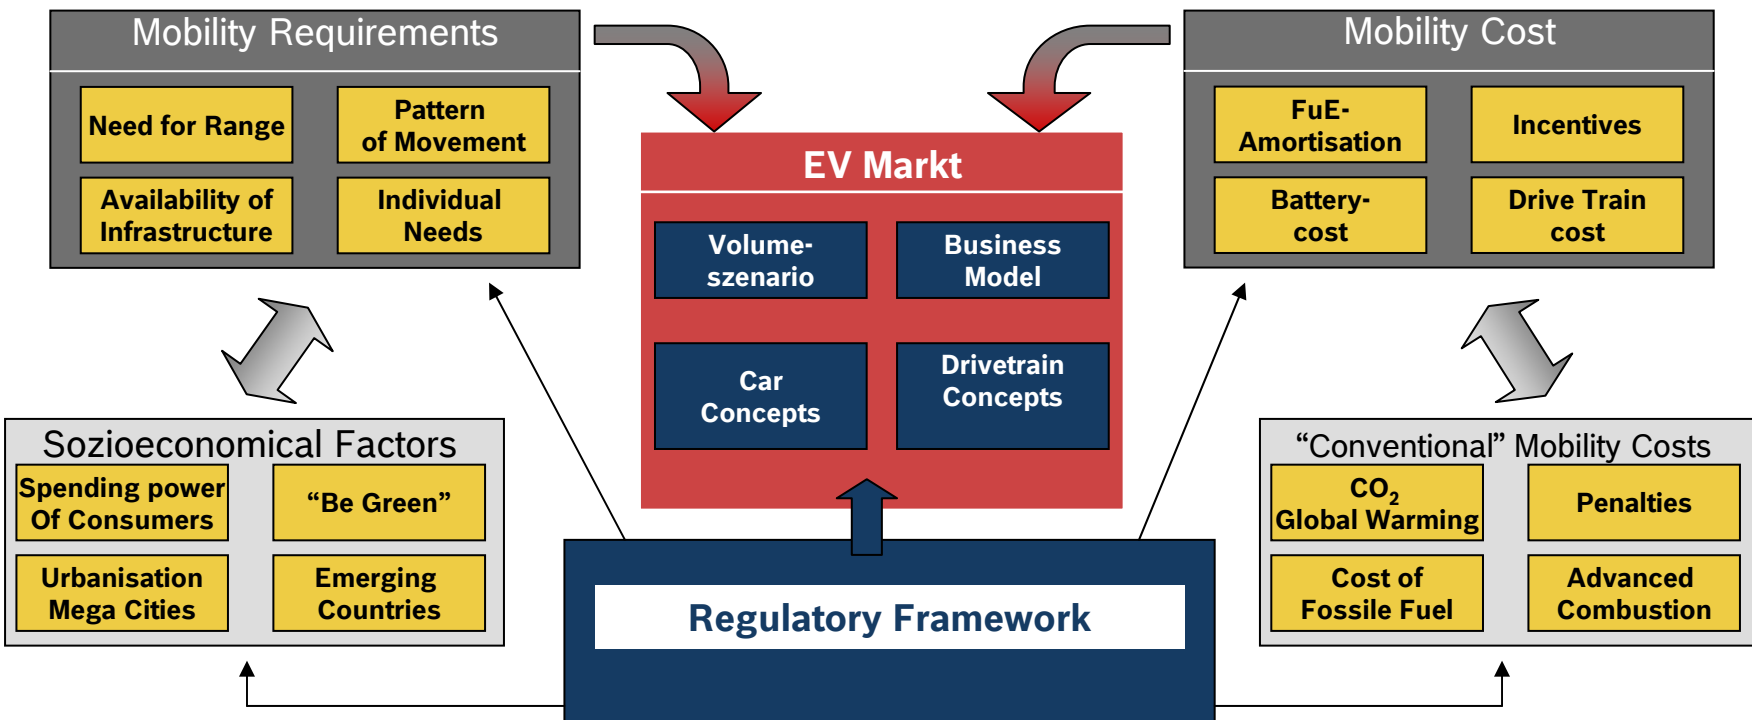 Mobility Requirements
Need for Range
Pattern
of Movement
Availability of
Infrastructure
Individual
Needs
Mobility Cost
FuE-
Amortisation
Incentives
Battery-
cost
Drive Train
cost
EV Markt
Volume-
szenario
Business
Model
Car
Concepts
Drivetrain
Concepts
Sozioeconomical Factors
Spending power
Of Consumers
“Be Green”
Urbanisation
Mega Cities
Emerging
Countries
“Conventional” Mobility Costs
CO₂
Global Warming
Penalties
Cost of
Fossile Fuel
Advanced
Combustion
Regulatory Framework